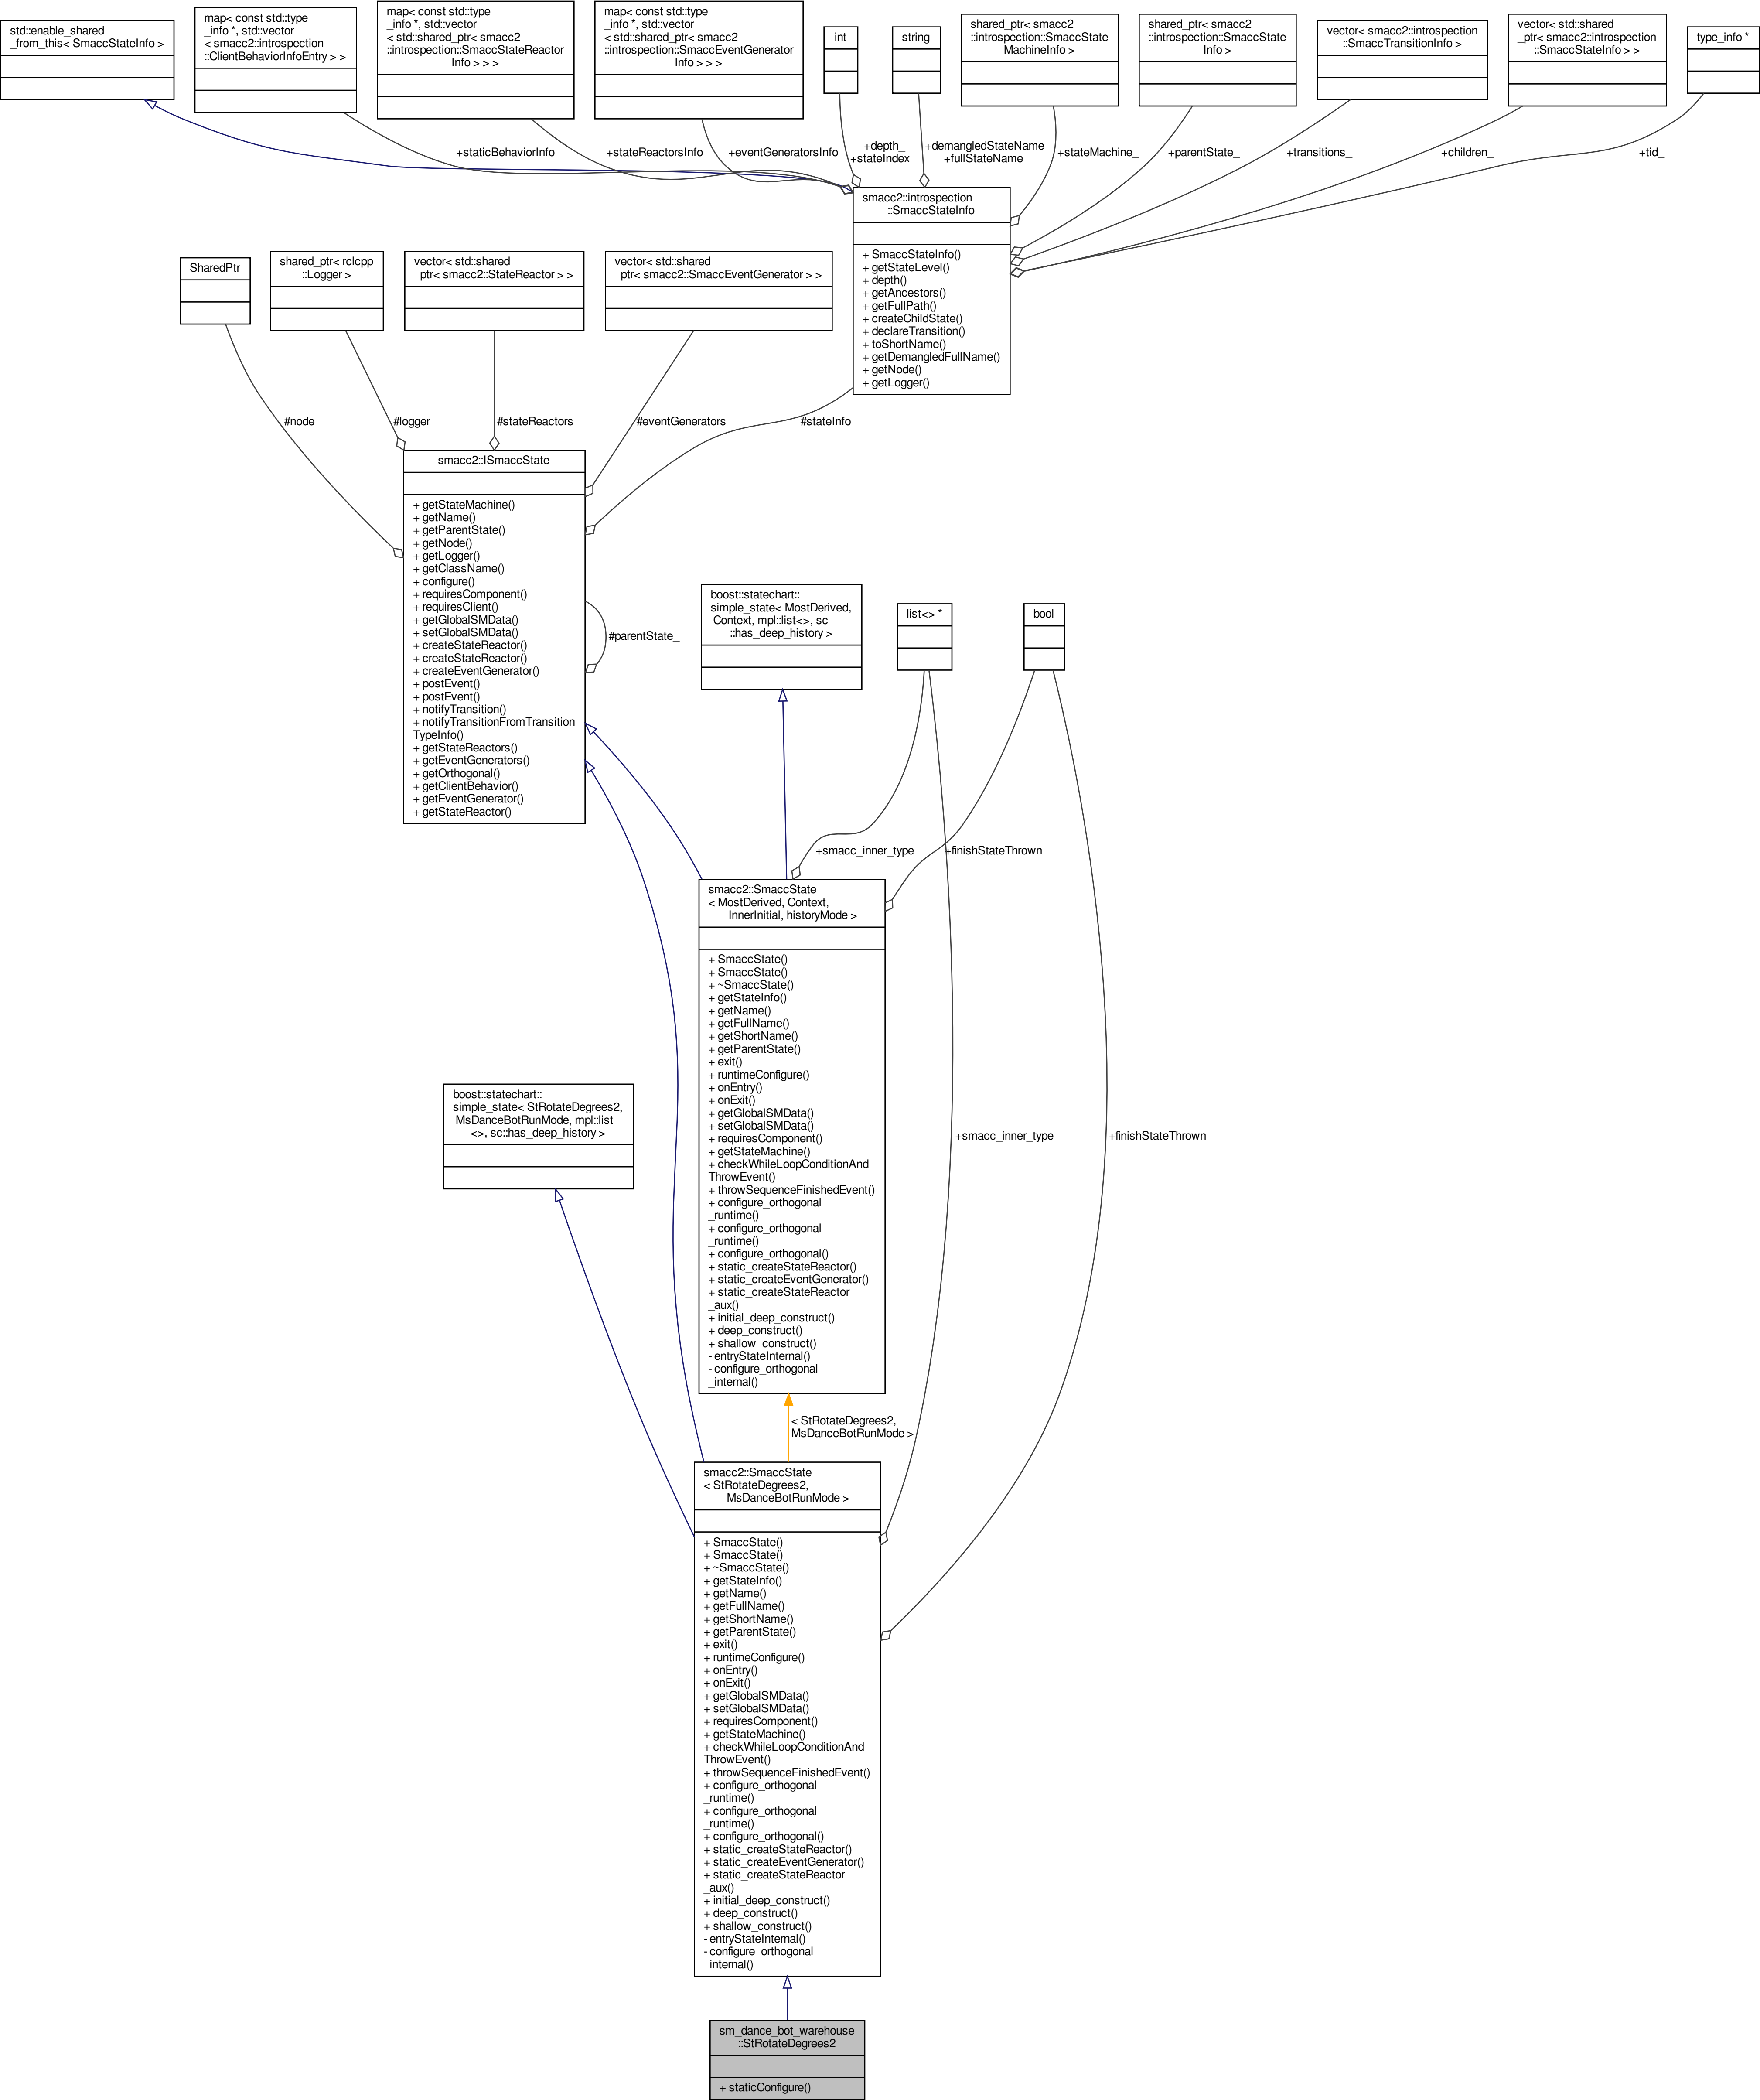 std::enable_shared
_from_this< SmaccStateInfo >
map< const std::type
_info *, std::vector
< smacc2::introspection
::ClientBehaviorInfoEntry > >
map< const std::type
_info *, std::vector
< std::shared_ptr< smacc2
::introspection::SmaccStateReactor
Info > > >
map< const std::type
_info *, std::vector
< std::shared_ptr< smacc2
::introspection::SmaccEventGenerator
Info > > >
int
string
shared_ptr< smacc2
::introspection::SmaccState
MachineInfo >
shared_ptr< smacc2
::introspection::SmaccState
Info >
vector< smacc2::introspection
::SmaccTransitionInfo >
vector< std::shared
_ptr< smacc2::introspection
::SmaccStateInfo > >
type_info *
+staticBehaviorInfo
+stateReactorsInfo
+eventGeneratorsInfo
+depth_
+stateIndex_
+demangledStateName
+fullStateName
+stateMachine_
+parentState_
+transitions_
+children_
+tid_
smacc2::introspection
::SmaccStateInfo
+ SmaccStateInfo()
+ getStateLevel()
+ depth()
+ getAncestors()
+ getFullPath()
+ createChildState()
+ declareTransition()
+ toShortName()
+ getDemangledFullName()
+ getNode()
+ getLogger()
SharedPtr
shared_ptr< rclcpp
::Logger >
vector< std::shared
_ptr< smacc2::StateReactor > >
vector< std::shared
_ptr< smacc2::SmaccEventGenerator > >
#node_
#logger_
#stateReactors_
#eventGenerators_
#stateInfo_
smacc2::ISmaccState
+ getStateMachine()
+ getName()
+ getParentState()
+ getNode()
+ getLogger()
+ getClassName()
+ configure()
+ requiresComponent()
+ requiresClient()
+ getGlobalSMData()
+ setGlobalSMData()
+ createStateReactor()
+ createStateReactor()
+ createEventGenerator()
+ postEvent()
+ postEvent()
+ notifyTransition()
+ notifyTransitionFromTransition
TypeInfo()
+ getStateReactors()
+ getEventGenerators()
+ getOrthogonal()
+ getClientBehavior()
+ getEventGenerator()
+ getStateReactor()
#parentState_
boost::statechart::
simple_state< MostDerived,
Context, mpl::list<>, sc
::has_deep_history >
list<> *
bool
+smacc_inner_type
+finishStateThrown
smacc2::SmaccState
< MostDerived, Context,
InnerInitial, historyMode >
+ SmaccState()
+ SmaccState()
+ ~SmaccState()
+ getStateInfo()
+ getName()
+ getFullName()
+ getShortName()
+ getParentState()
+ exit()
+ runtimeConfigure()
+ onEntry()
+ onExit()
+ getGlobalSMData()
+ setGlobalSMData()
+ requiresComponent()
+ getStateMachine()
+ checkWhileLoopConditionAnd
ThrowEvent()
+ throwSequenceFinishedEvent()
+ configure_orthogonal
_runtime()
+ configure_orthogonal
_runtime()
+ configure_orthogonal()
+ static_createStateReactor()
+ static_createEventGenerator()
+ static_createStateReactor
_aux()
+ initial_deep_construct()
+ deep_construct()
+ shallow_construct()
- entryStateInternal()
- configure_orthogonal
_internal()
boost::statechart::
simple_state< StRotateDegrees2,
MsDanceBotRunMode, mpl::list
<>, sc::has_deep_history >
+smacc_inner_type
+finishStateThrown
< StRotateDegrees2,
MsDanceBotRunMode >
smacc2::SmaccState
< StRotateDegrees2,
MsDanceBotRunMode >
+ SmaccState()
+ SmaccState()
+ ~SmaccState()
+ getStateInfo()
+ getName()
+ getFullName()
+ getShortName()
+ getParentState()
+ exit()
+ runtimeConfigure()
+ onEntry()
+ onExit()
+ getGlobalSMData()
+ setGlobalSMData()
+ requiresComponent()
+ getStateMachine()
+ checkWhileLoopConditionAnd
ThrowEvent()
+ throwSequenceFinishedEvent()
+ configure_orthogonal
_runtime()
+ configure_orthogonal
_runtime()
+ configure_orthogonal()
+ static_createStateReactor()
+ static_createEventGenerator()
+ static_createStateReactor
_aux()
+ initial_deep_construct()
+ deep_construct()
+ shallow_construct()
- entryStateInternal()
- configure_orthogonal
_internal()
sm_dance_bot_warehouse
::StRotateDegrees2
+ staticConfigure()